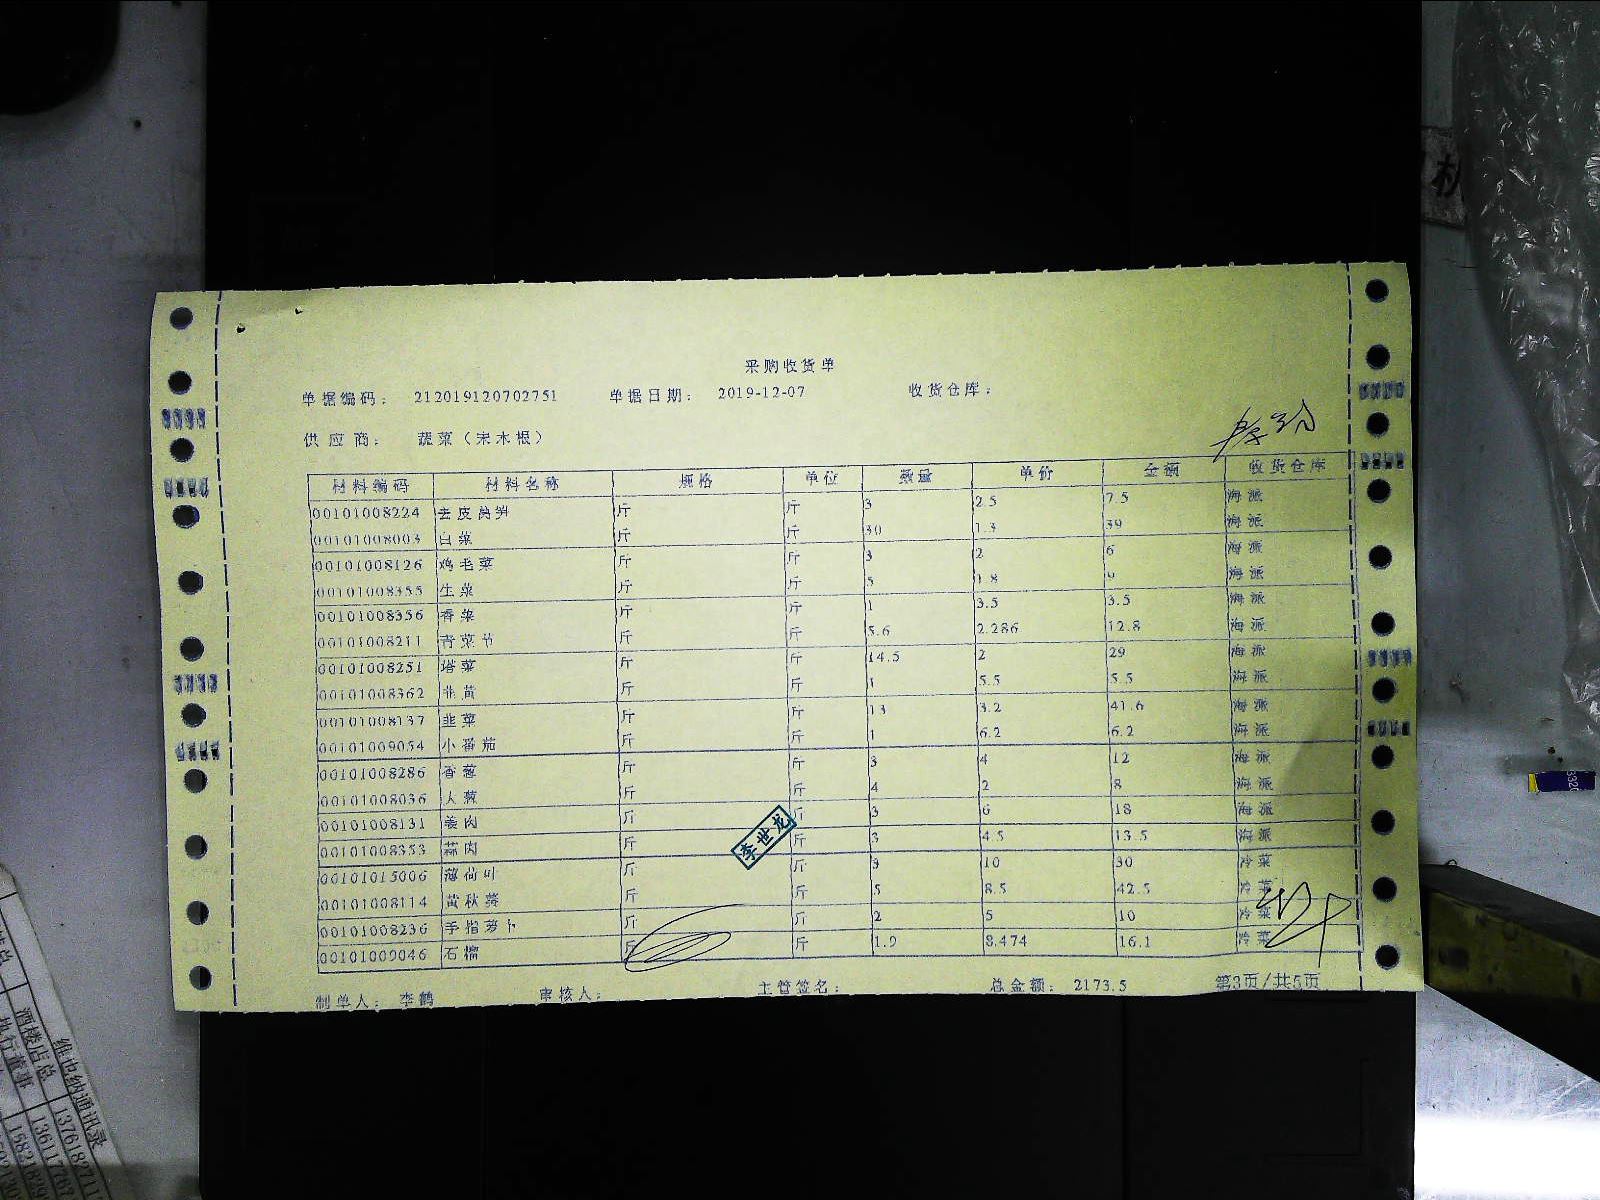 采购收货单
单据编码： 212019120702751 单据日期： 2019-12-07 收货仓库：
供应商： 蔬菜（宋木根）
材料编码 材料名称 规格 单位 数量 单价 金额 收货仓库
00101008224 去皮莴笋 斤 斤 3 2.5 7.5 海派
00101008003 白菜 斤 斤 30 1.3 39 海派
00101008126 鸡毛菜 斤 斤 3 2 6 海派
00101008355 生菜 斤 斤 5 1.8 9 海派
00101008356 香菜 斤 斤 1 3.5 3.5 海派
00101008211 青菜节 斤 斤 5.6 2.286 12.8 海派
00101008251 塔菜 斤 斤 14.5 2 29 海派
00101008362 韭黄 斤 斤 1 5.5 5.5 海派
00101008137 韭菜 斤 斤 13 3.2 41.6 海派
00101009054 小番茄 斤 斤 1 6.2 6.2 海派
00101008286 香葱 斤 斤 3 4 12 海派
00101008036 大葱 斤 斤 4 2 8 海派
00101008131 姜肉 斤 斤 3 6 18 海派
00101008353 蒜肉 斤 斤 3 4.5 13.5 海派
00101015006 薄荷叶 斤 斤 3 10 30 冷菜
00101008114 黄秋葵 斤 斤 5 8.5 42.5 冷菜
00101008236 手指萝卜 斤 斤 2 5 10 冷菜
00101009046 石榴 斤 斤 1.9 8.474 16.1 冷菜
李世龙
制单人： 李鹤 审核人： 主管签名： 总金额： 2173.5 第3页/共5页
维也纳通讯录
酒楼店总
执行董事